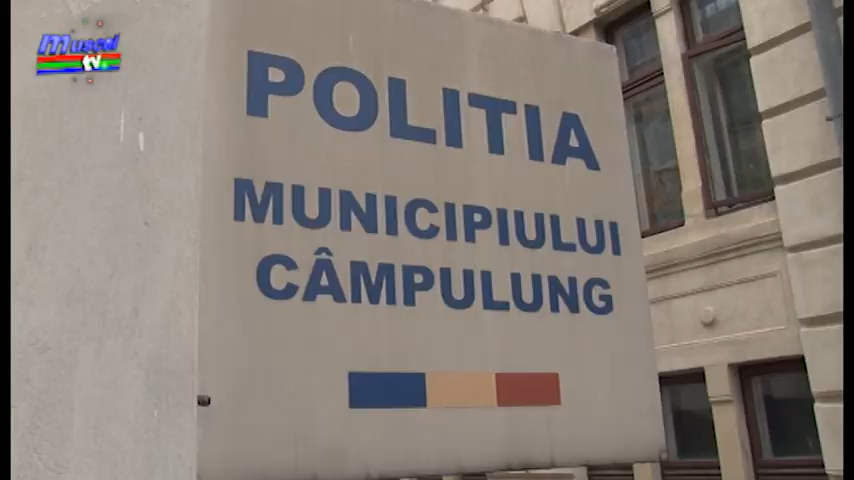 Muscel
tv.
POLITIA
MUNICIPIULUI
CÂMPULUNG